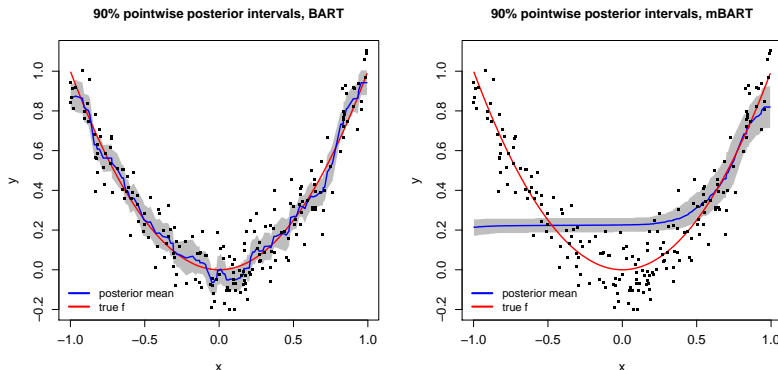 90% pointwise posterior intervals, BART
y
1.0
0.8
0.6
0.4
0.2
0.0
−0.2
posterior mean
true f
−1.0 −0.5 0.0 0.5 1.0
x
90% pointwise posterior intervals, mBART
y
1.0
0.8
0.6
0.4
0.2
0.0
−0.2
posterior mean
true f
−1.0 −0.5 0.0 0.5 1.0
x